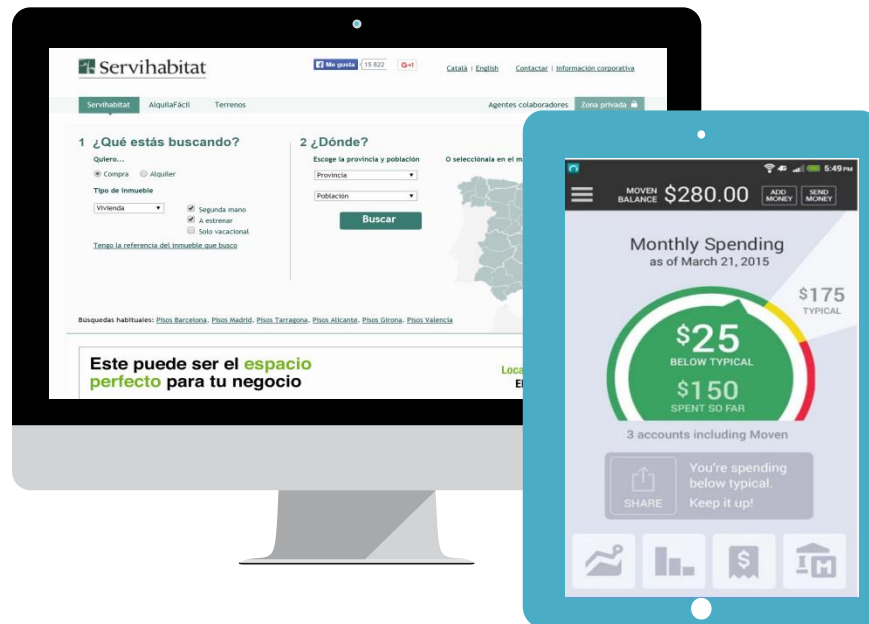 Servihabitat
Me gusta 15 822 G+1
Català | English Contactar | Información corporativa
Servihabitat AlquilaFácil Terrenos
Agentes colaboradores Zona privada
1 ¿Qué estás buscando?
Quiero...
Compra Alquiler
Tipo de inmueble
Vivienda
Segunda mano
A estrenar
Solo vacacional
Tengo la referencia del inmueble que busco
2 ¿Dónde?
Escoge la provincia y población
Provincia
Población
Buscar
O selecciónala en el
Búsquedas habituales: Pisos Barcelona, Pisos Madrid, Pisos Tarragona, Pisos Alicante, Pisos Girona, Pisos Valencia
Este puede ser el espacio
perfecto para tu negocio
4G 5:49 PM
MOVEN
BALANCE $280.00
ADD
MONEY
SEND
MONEY
Monthly Spending
as of March 21, 2015
$175
TYPICAL
$25
BELOW TYPICAL
$150
SPENT SO FAR
3 accounts including Moven
SHARE
You're spending
below typical.
Keep it up!
$
M